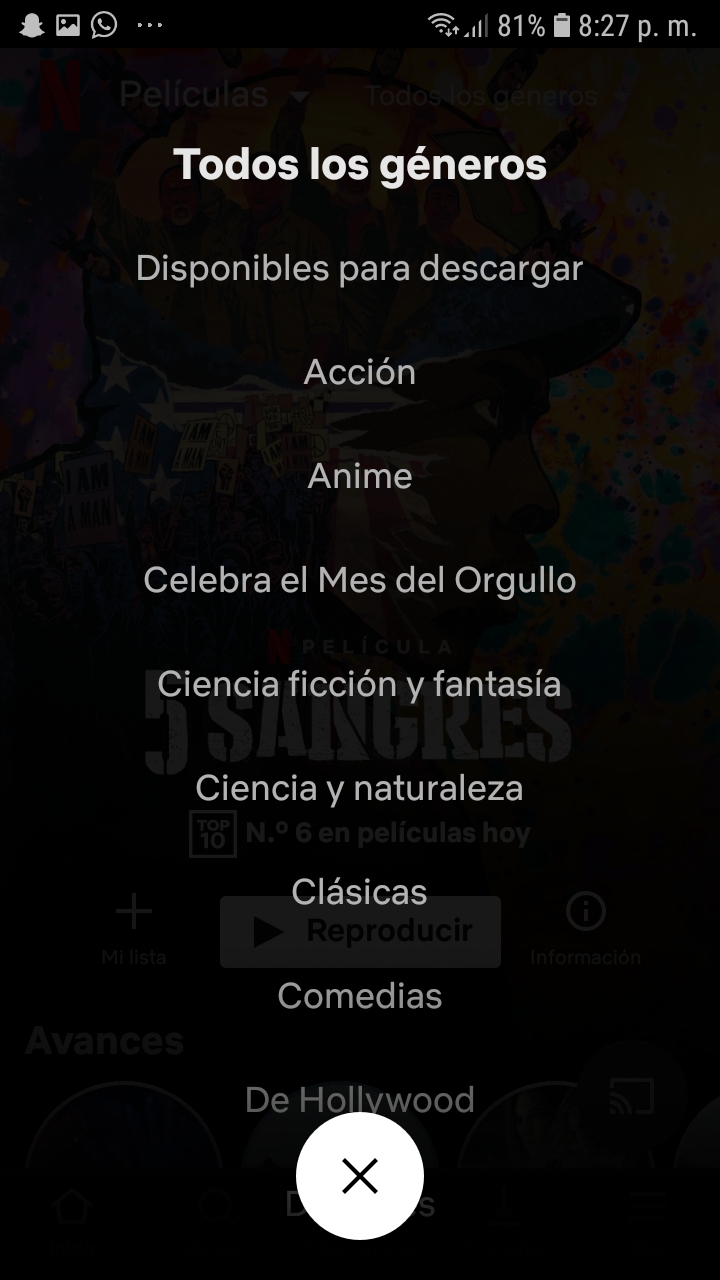 81% 8:27 p. m.
Películas Todos los géneros
Todos los géneros
Disponibles para descargar
Acción
Anime
I AM
A MAN
Celebra el Mes del Orgullo
N PELÍCULA
Ciencia ficción y fantasía
5 SANGRES
Ciencia y naturaleza
TOP
10
N.º 6 en películas hoy
Clásicas
Reproducir
Mi lista
Información
Comedias
Avances
De Hollywood